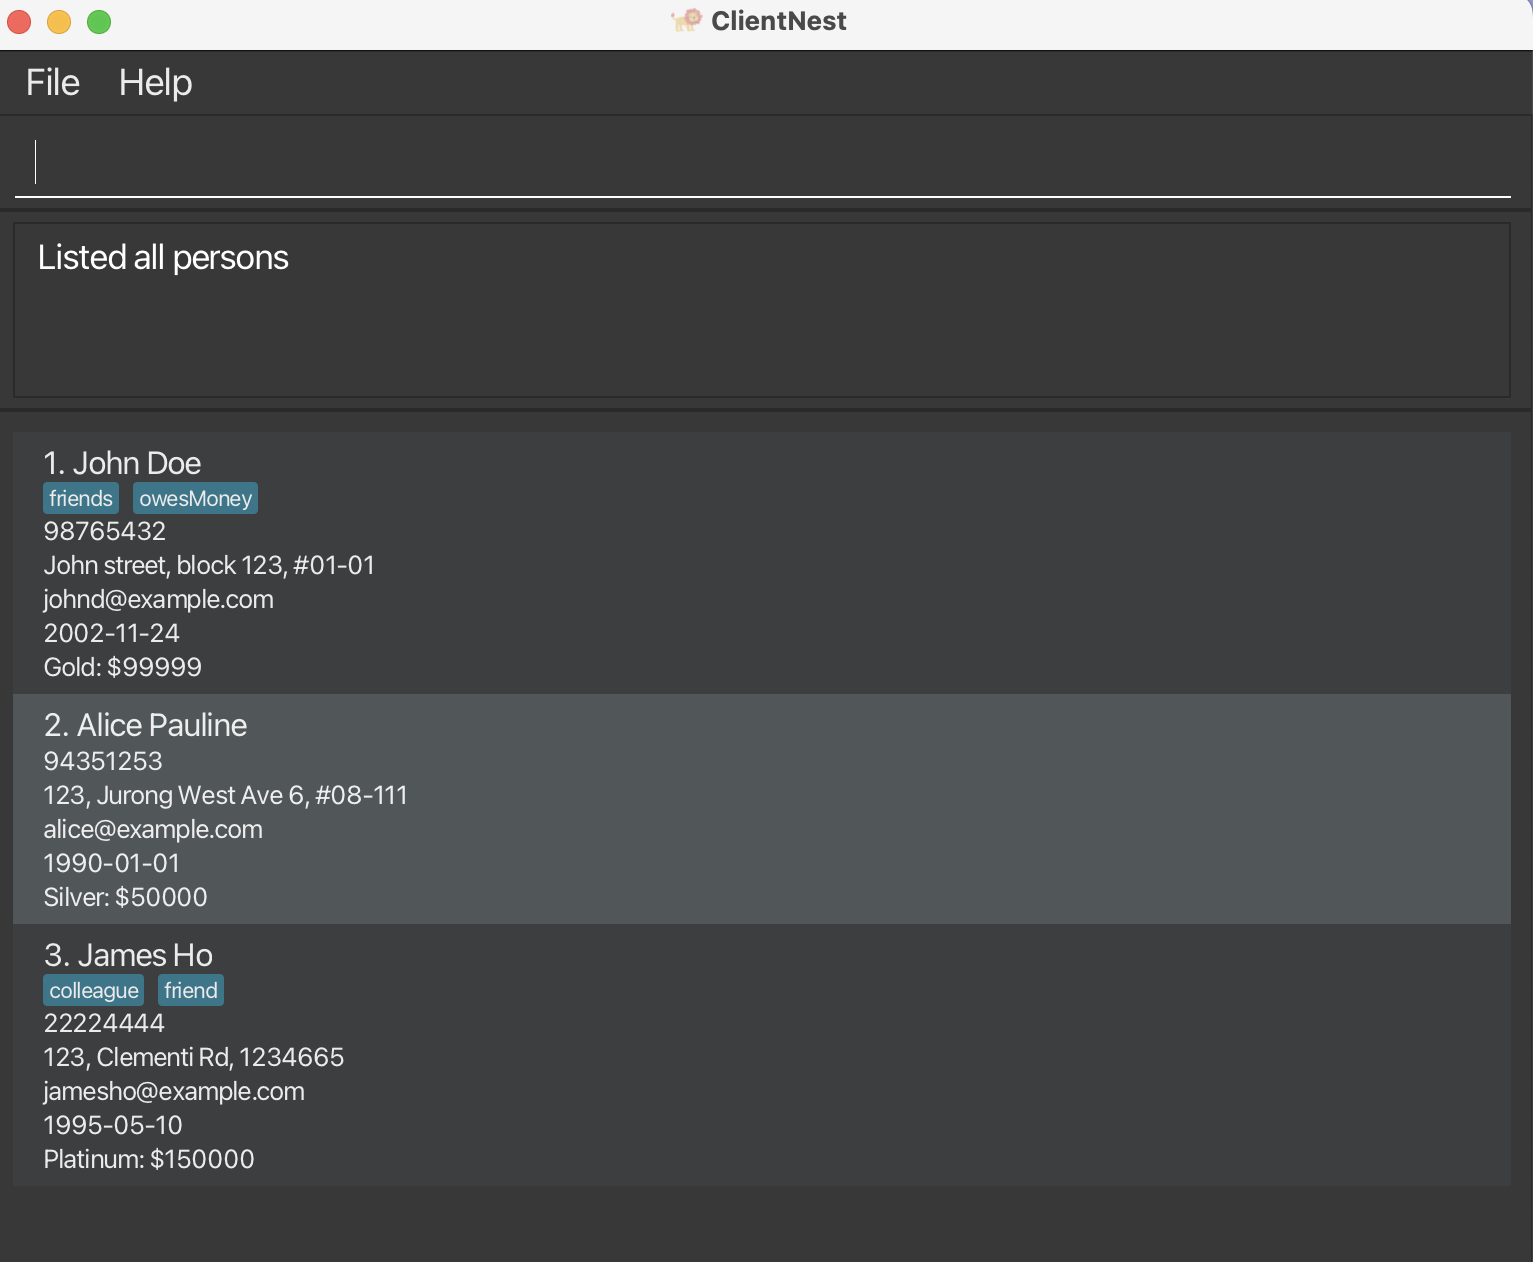 ClientNest
File Help
Listed all persons
1. John Doe
friends owesMoney
98765432
John street, block 123, #01-01
johnd@example.com
2002-11-24
Gold: $99999
2. Alice Pauline
94351253
123, Jurong West Ave 6, #08-111
alice@example.com
1990-01-01
Silver: $50000
3. James Ho
colleague friend
22224444
123, Clementi Rd, 1234665
jamesho@example.com
1995-05-10
Platinum: $150000